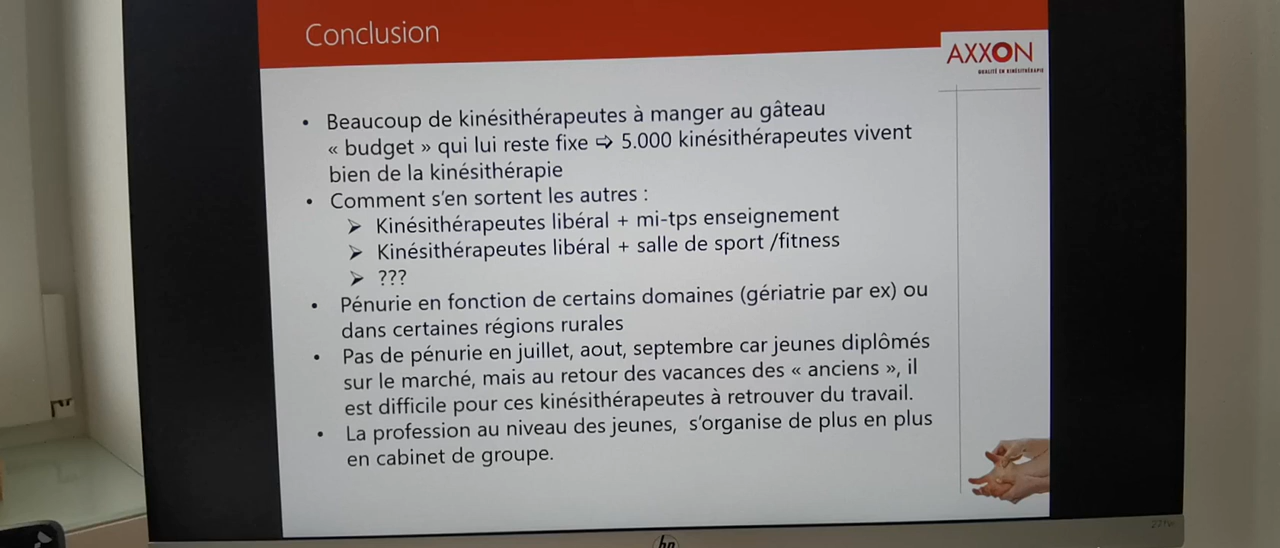 Conclusion
AXXON
QUALITÉ EN KINÉSITHÉRAPIE
• Beaucoup de kinésithérapeutes à manger au gâteau
« budget » qui lui reste fixe ⇨ 5.000 kinésithérapeutes vivent
bien de la kinésithérapie
• Comment s'en sortent les autres :
➢ Kinésithérapeutes libéral + mi-tps enseignement
➢ Kinésithérapeutes libéral + salle de sport /fitness
➢ ???
• Pénurie en fonction de certains domaines (gériatrie par ex) ou
dans certaines régions rurales
• Pas de pénurie en juillet, aout, septembre car jeunes diplômés
sur le marché, mais au retour des vacances des « anciens », il
est difficile pour ces kinésithérapeutes à retrouver du travail.
• La profession au niveau des jeunes, s'organise de plus en plus
en cabinet de groupe.
hp